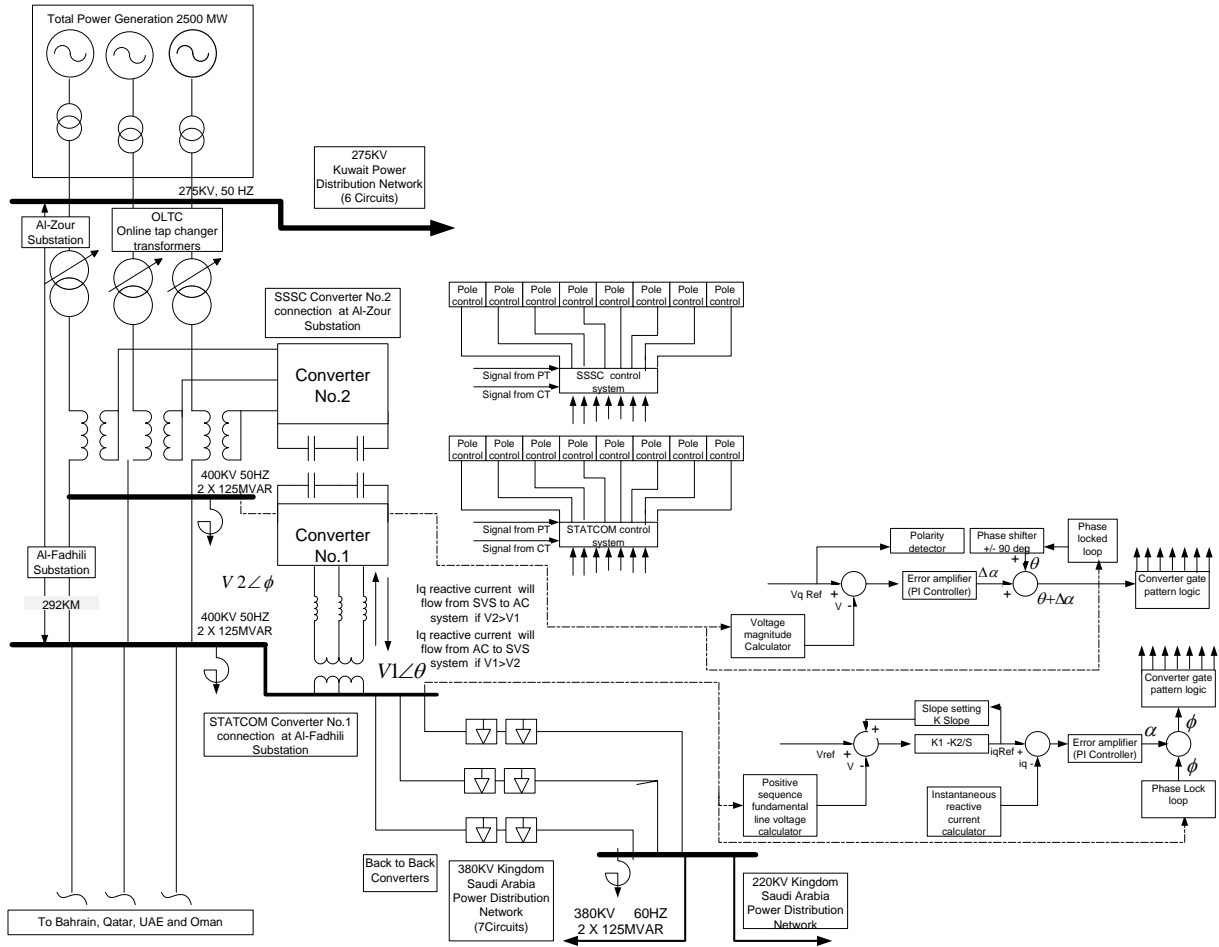 Total Power Generation 2500 MW
275KV
Kuwait Power
Distribution Network
(6 Circuits)
275KV, 50 HZ
Al-Zour
Substation
OLTC
Online tap changer
transformers
SSSC Converter No.2
connection at Al-Zour
Substation
Pole control
Pole control
Pole control
Pole control
Pole control
Pole control
Pole control
Pole control
Converter
No.2
Signal from PT
Signal from CT
SSSC control
system
Pole control
Pole control
Pole control
Pole control
Pole control
Pole control
Pole control
Pole control
400KV 50HZ
2 X 125MVAR
Converter
No.1
Signal from PT
Signal from CT
STATCOM control
system
Al-Fadhili
Substation
292KM
V2∠ϕ
400KV 50HZ
2 X 125MVAR
Iq reactive current will
flow from SVS to AC
system if V2>V1
Iq reactive current will
flow from AC to SVS
system if V1>V2
V1∠θ
Polarity
detector
Phase shifter
+/- 90 deg
Phase
locked
loop
Vq Ref
+
V -
Error amplifier
(PI Controller)
Δα
+
+
θ
θ+Δα
Converter gate
pattern logic
Voltage
magnitude
Calculator
STATCOM Converter No.1
connection at Al-Fadhili
Substation
Converter gate
pattern logic
Slope setting
K Slope
Vref
+
+
V -
K1 -K2/S
iqRef +
iq -
Error amplifier
(PI Controller)
α
ϕ
ϕ
Positive
sequence
fundamental
line voltage
calculator
Instantaneous
reactive
current
calculator
Phase Lock
loop
Back to Back
Converters
380KV Kingdom
Saudi Arabia
Power Distribution
Network
(7Circuits)
380KV 60HZ
2 X 125MVAR
220KV Kingdom
Saudi Arabia
Power Distribution
Network
To Bahrain, Qatar, UAE and Oman